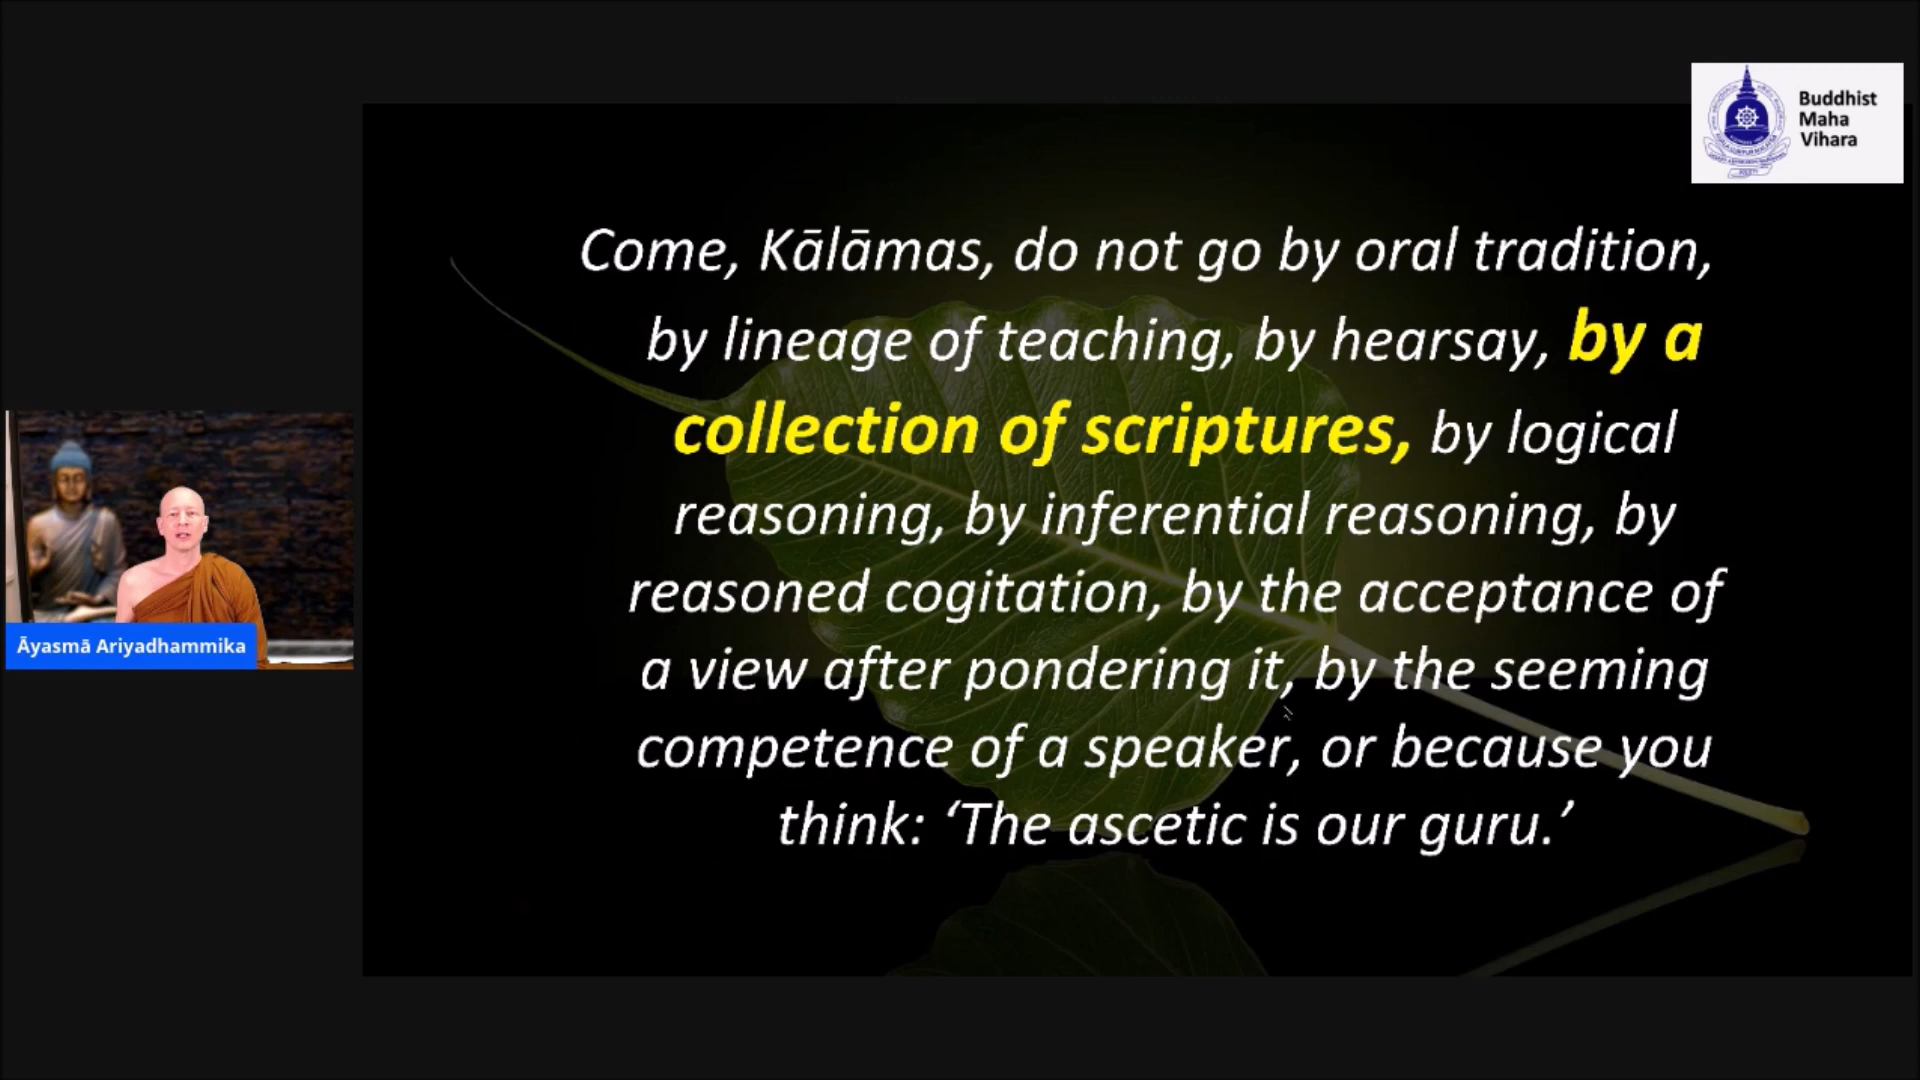 Buddhist
Maha
Vihara
Come, Kālāmas, do not go by oral tradition,
by lineage of teaching, by hearsay, by a
collection of scriptures, by logical
reasoning, by inferential reasoning, by
reasoned cogitation, by the acceptance of
a view after pondering it, by the seeming
competence of a speaker, or because you
think: ‘The ascetic is our guru.’
Āyasmā Ariyadhammika